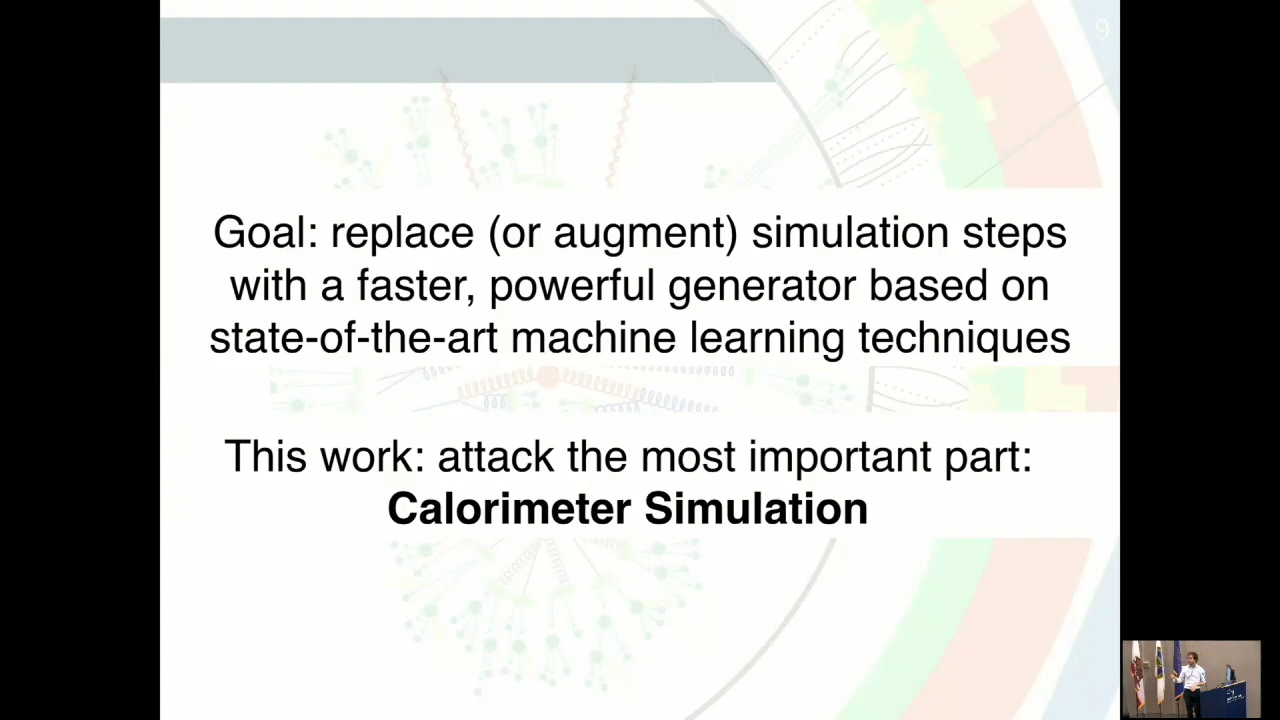 9
Goal: replace (or augment) simulation steps
with a faster, powerful generator based on
state-of-the-art machine learning techniques
This work: attack the most important part:
Calorimeter Simulation